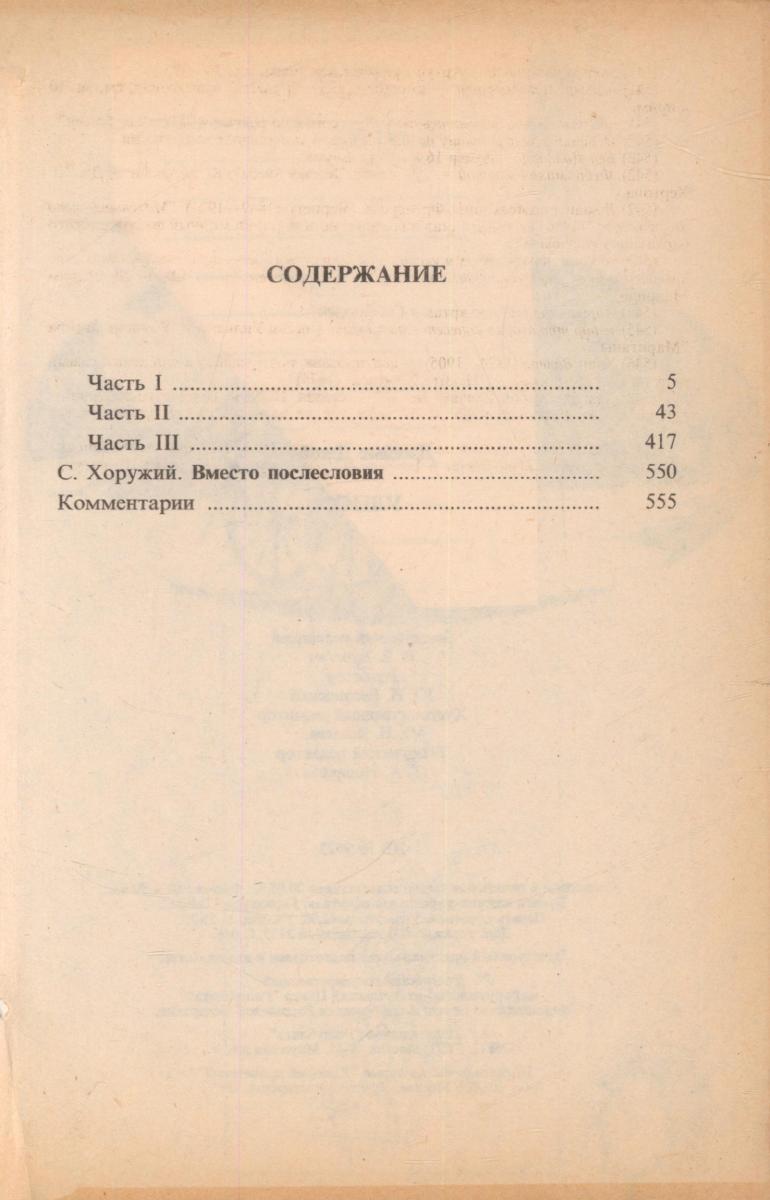 СОДЕРЖАНИЕ
Часть I ........................................................................ 5
Часть II ....................................................................... 43
Часть III ..................................................................... 417
С. Хоружий. Вместо послесловия ................................... 550
Комментарии .................................................................. 555